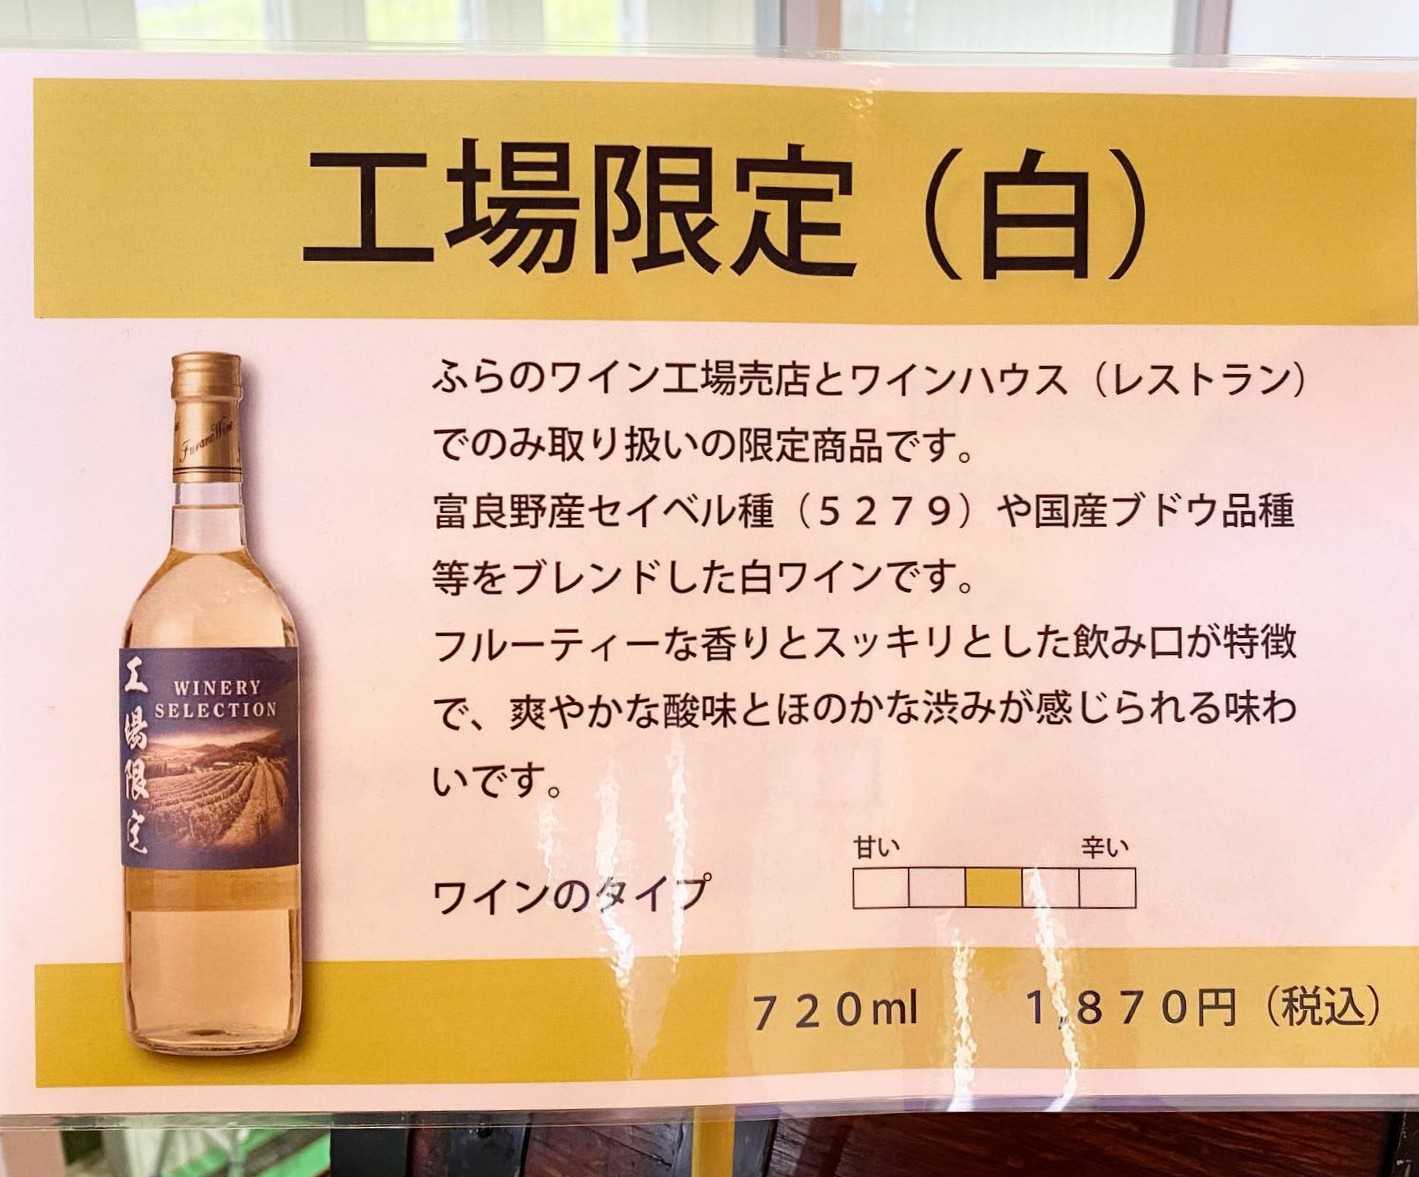 工場限定（白）
ふらのワイン工場売店とワインハウス（レストラン）
でのみ取り扱いの限定商品です。
富良野産セイベル種（５２７９）や国産ブドウ品種
等をブレンドした白ワインです。
フルーティーな香りとスッキリとした飲み口が特徴
で、爽やかな酸味とほのかな渋みが感じられる味わ
いです。
甘い 辛い
ワインのタイプ
７２０ml １,８７０円（税込）
Furano Wine
工場限定
WINERY
SELECTION